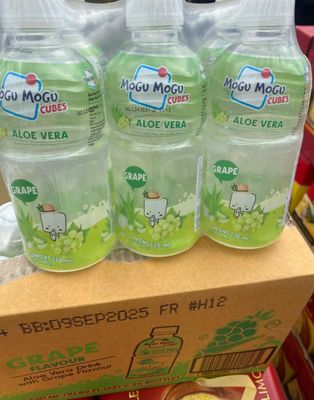 MOGU MOGU
CUBES
ALOE VERA
GRAPE
MOGU MOGU
CUBES
ALOE VERA
GRAPE
MOGU MOGU
CUBES
ALOE VERA
GRAPE
BB:09SEP2025 FR #H12
GRAPE
FLAVOUR
Aloe Vera Drink
with Grape Flavour